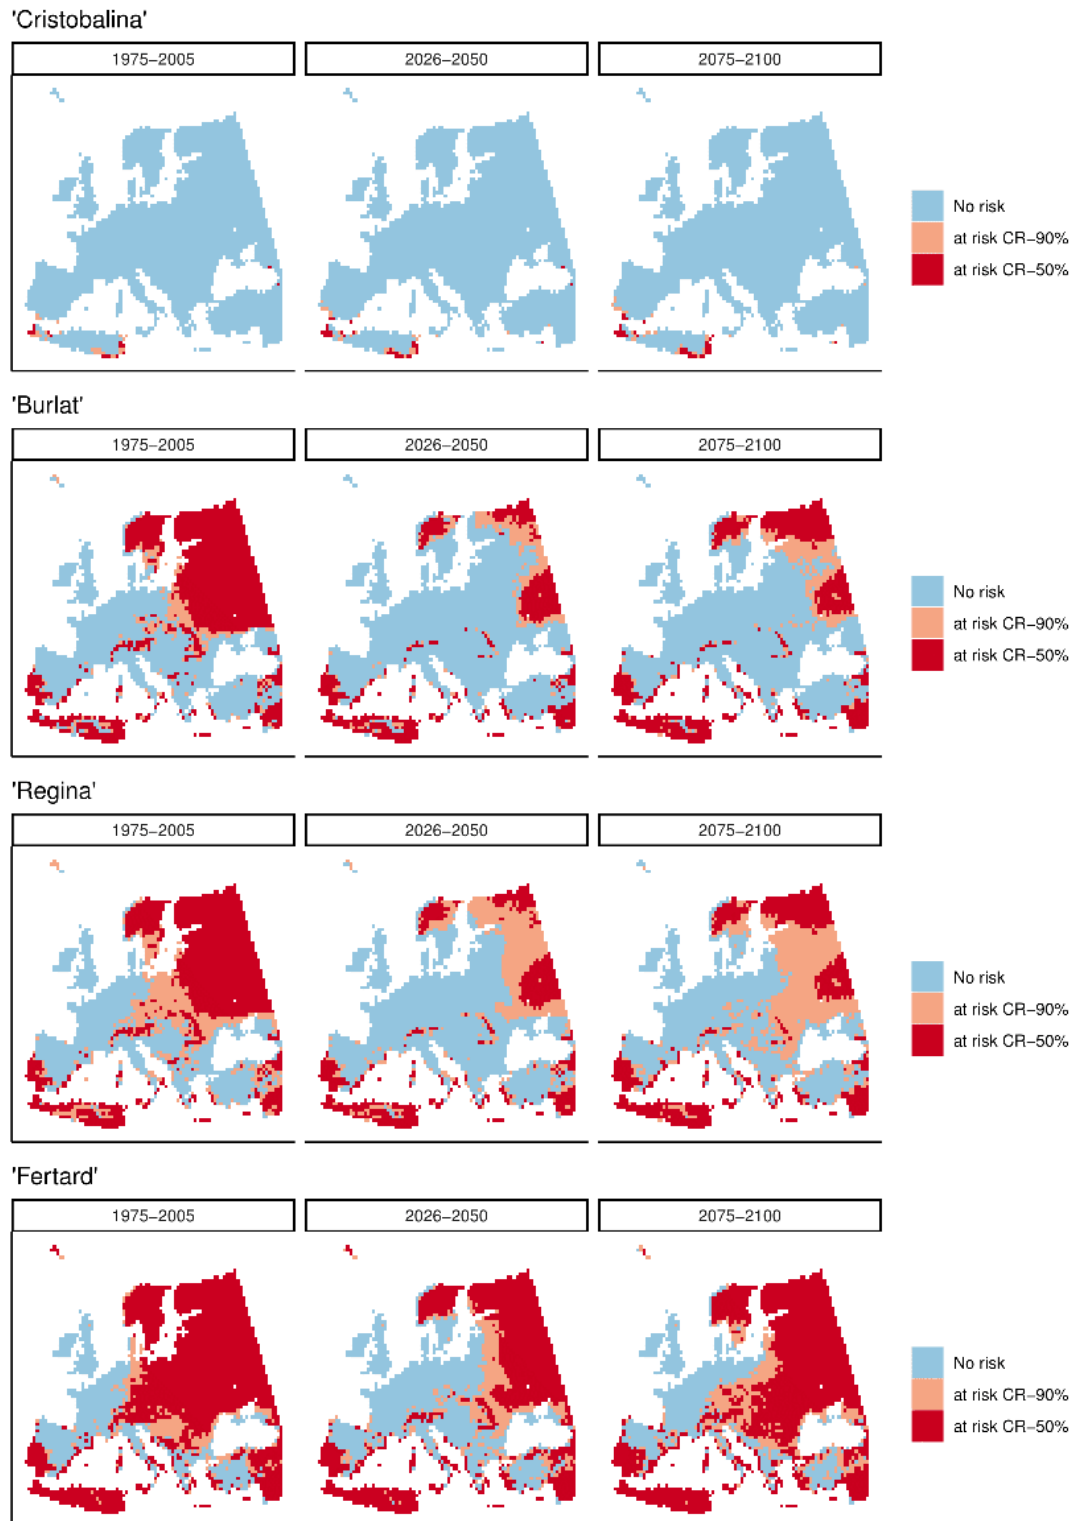 'Cristobalina'
1975–2005 2026–2050 2075–2100
No risk
at risk CR–90%
at risk CR–50%
'Burlat'
1975–2005 2026–2050 2075–2100
No risk
at risk CR–90%
at risk CR–50%
'Regina'
1975–2005 2026–2050 2075–2100
No risk
at risk CR–90%
at risk CR–50%
'Fertard'
1975–2005 2026–2050 2075–2100
No risk
at risk CR–90%
at risk CR–50%